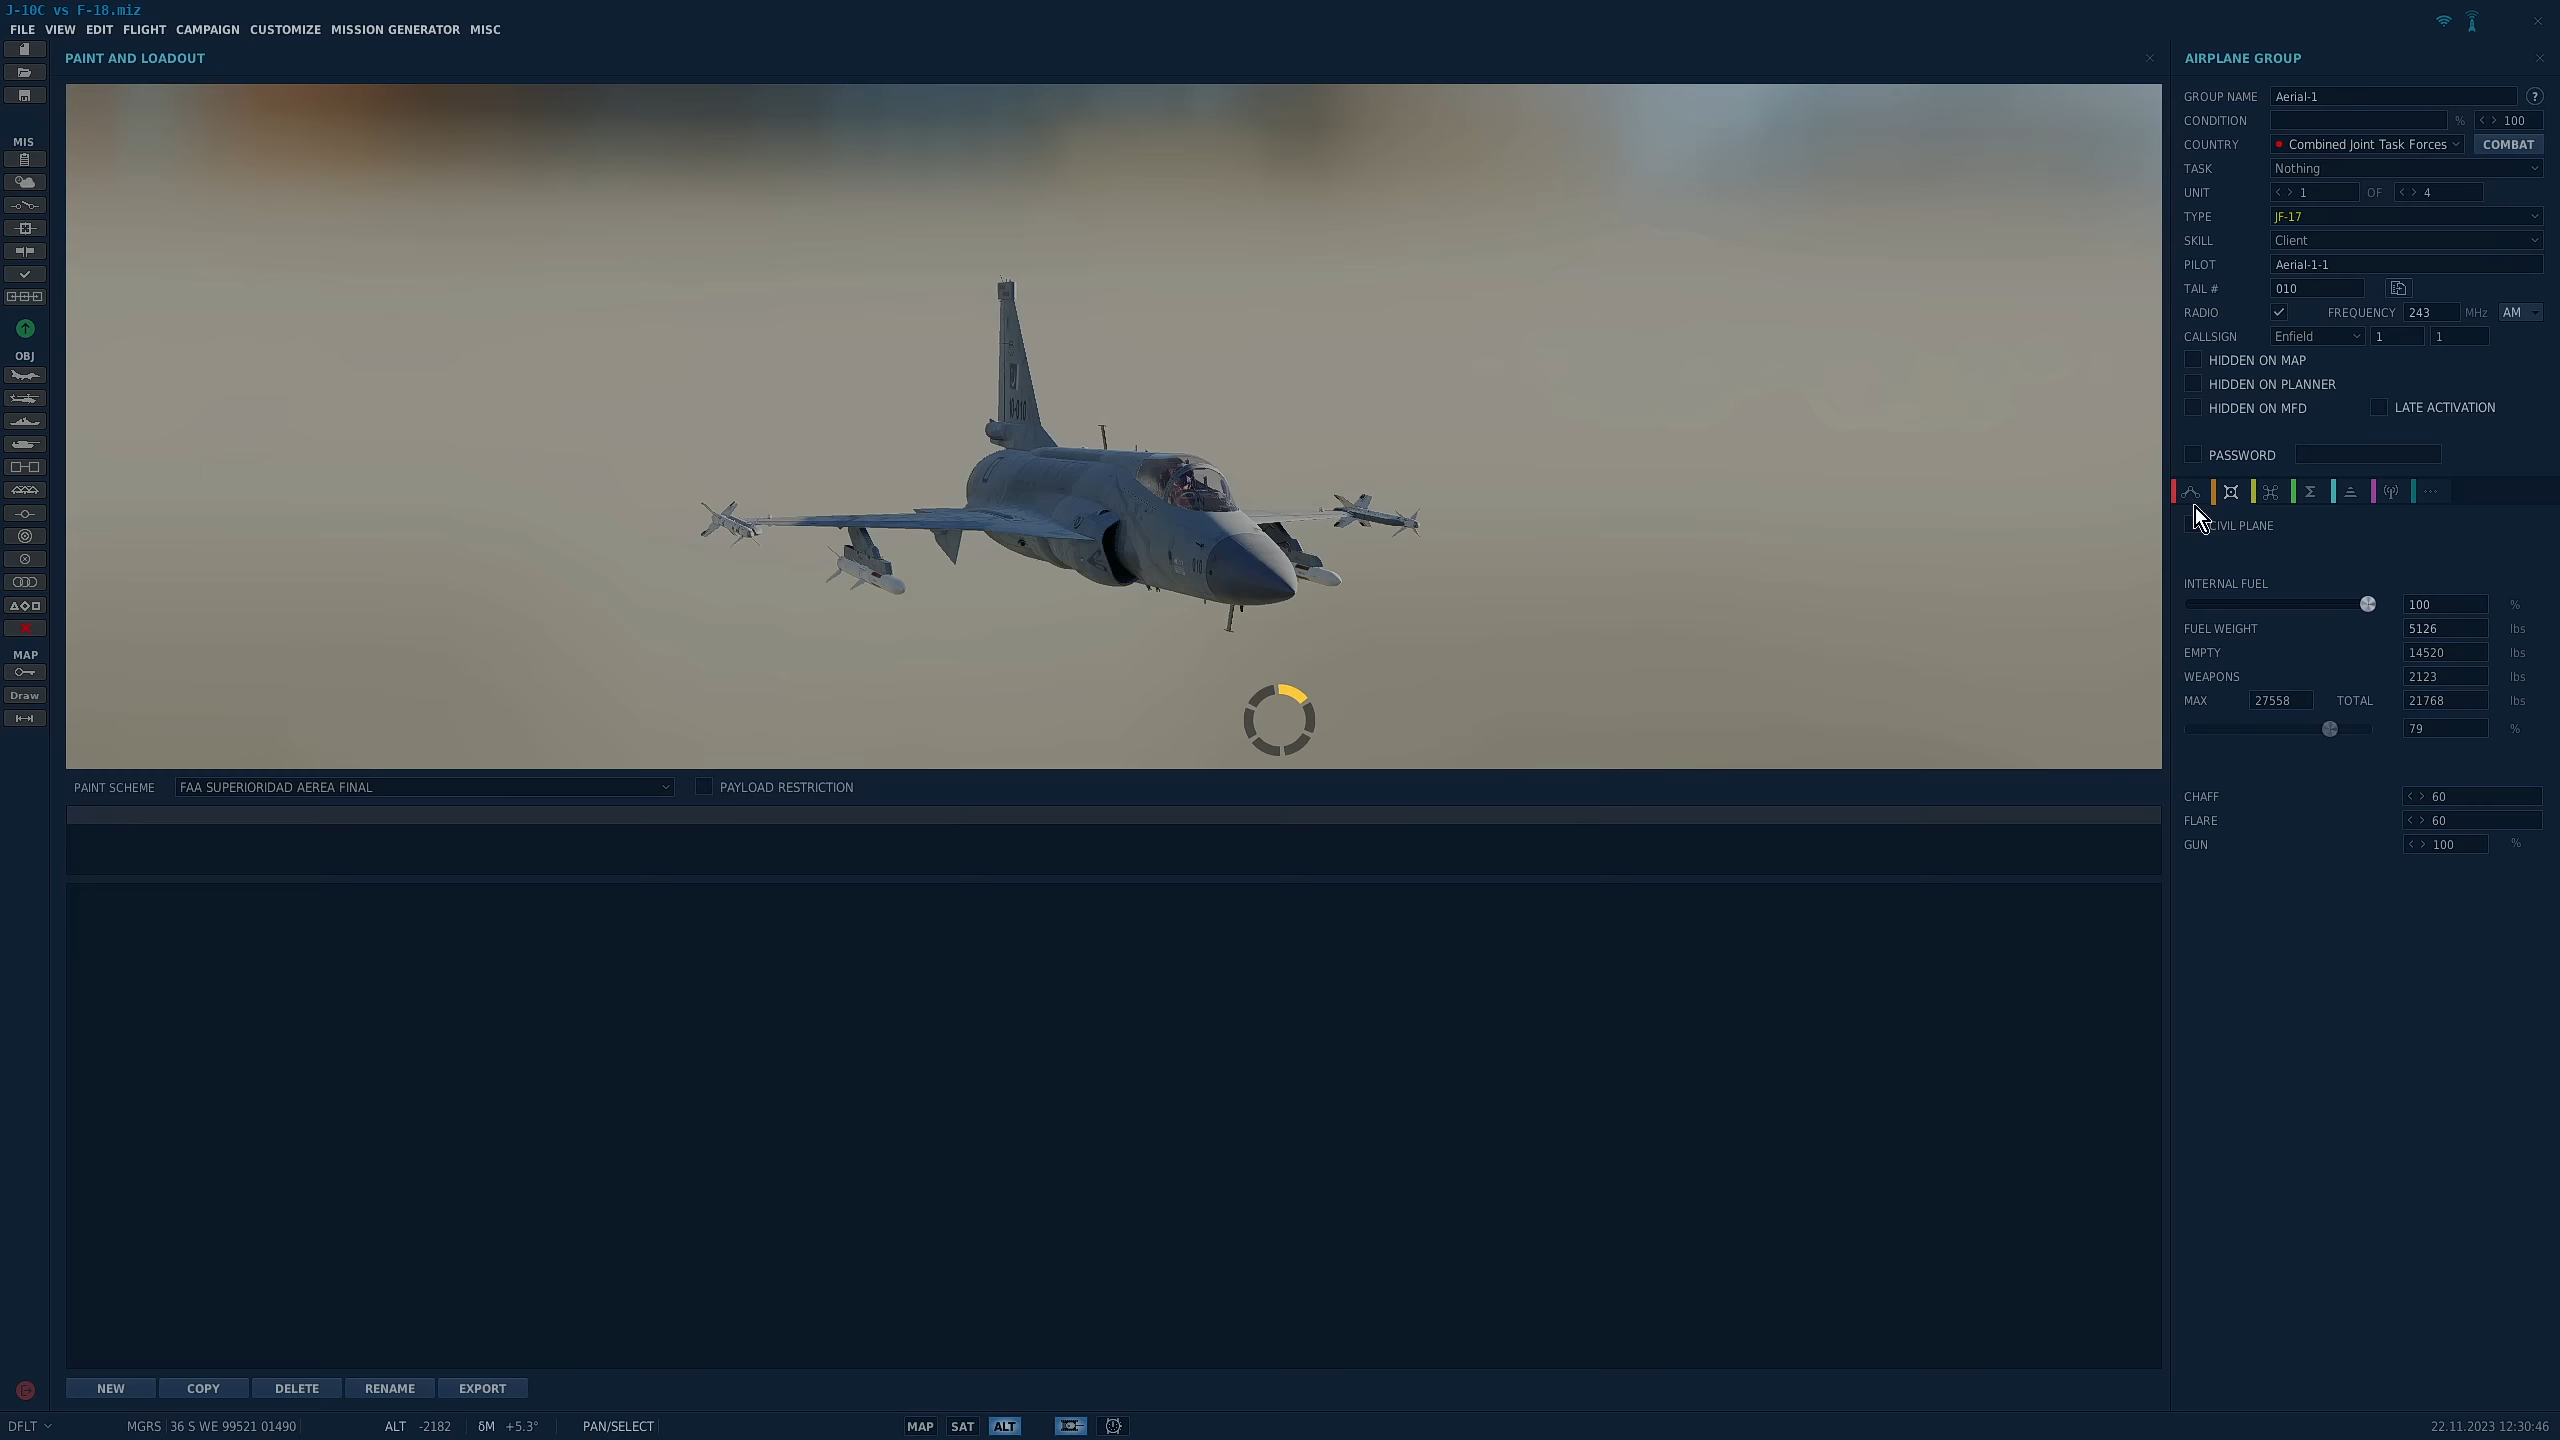 J-10C vs F-18.miz
FILE VIEW EDIT FLIGHT CAMPAIGN CUSTOMIZE MISSION GENERATOR MISC
PAINT AND LOADOUT
AIRPLANE GROUP
GROUP NAME Aerial-1 ?
CONDITION % 100
COUNTRY Combined Joint Task Forces COMBAT
TASK Nothing
UNIT 1 OF 4
TYPE JF-17
SKILL Client
PILOT Aerial-1-1
TAIL # 010
RADIO FREQUENCY 243 MHz AM
CALLSIGN Enfield 1 1
HIDDEN ON MAP
HIDDEN ON PLANNER
HIDDEN ON MFD LATE ACTIVATION
PASSWORD
CIVIL PLANE
INTERNAL FUEL
100 %
FUEL WEIGHT 5126 lbs
EMPTY 14520 lbs
WEAPONS 2123 lbs
MAX 27558 TOTAL 21768 lbs
79 %
CHAFF 60
FLARE 60
GUN 100 %
MIS
OBJ
MAP
Draw
PAINT SCHEME FAA SUPERIORIDAD AEREA FINAL PAYLOAD RESTRICTION
NEW COPY DELETE RENAME EXPORT
DFLT MGRS 36 S WE 99521 01490 ALT -2182 δM +5.3° PAN/SELECT MAP SAT ALT 22.11.2023 12:30:46